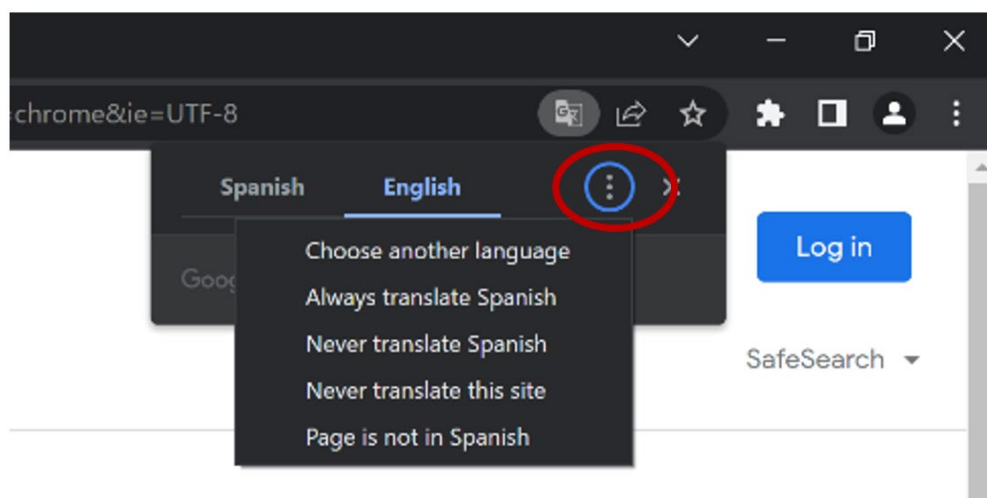 =chrome&ie=UTF-8
Spanish English
Choose another language
Always translate Spanish
Never translate Spanish
Never translate this site
Page is not in Spanish
Log in
SafeSearch